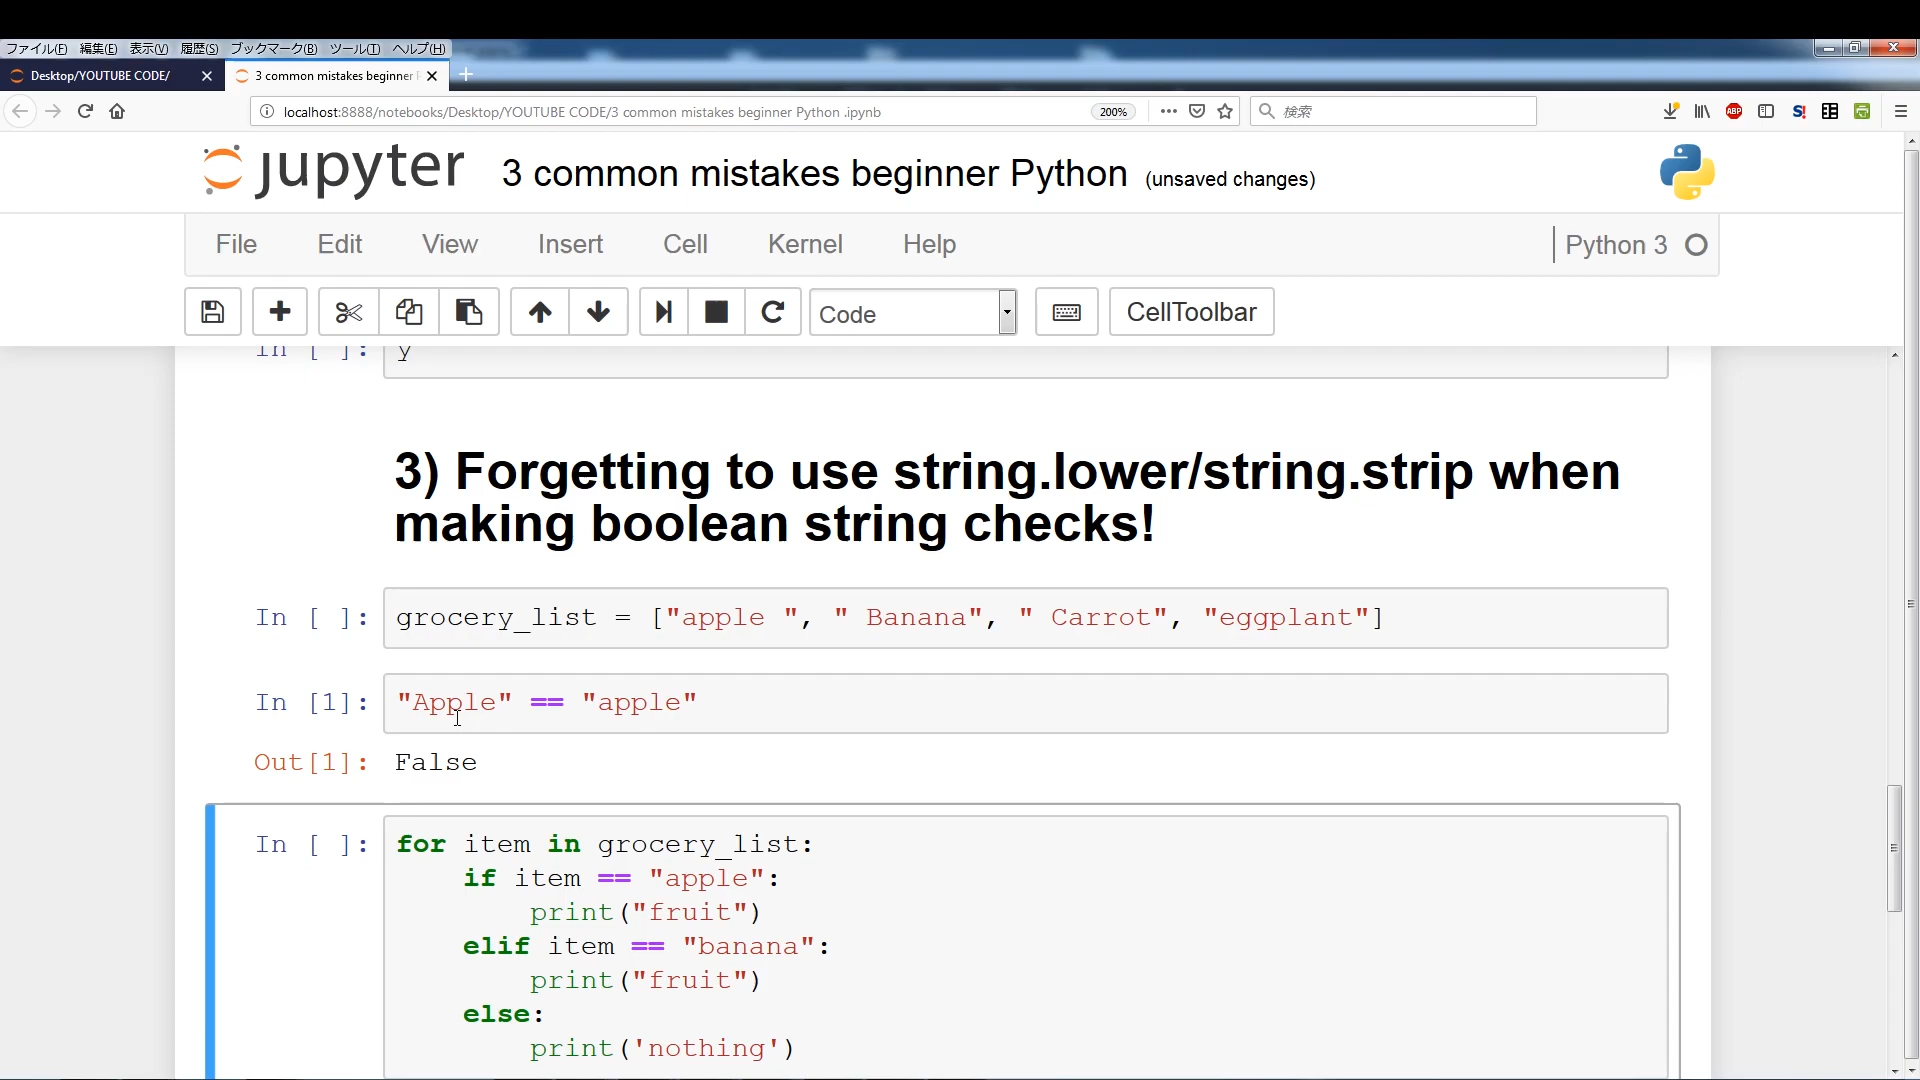 ファイル(F) 編集(E) 表示(V) 履歴(S) ブックマーク(B) ツール(T) ヘルプ(H)
Desktop/YOUTUBE CODE/
3 common mistakes beginner
localhost:8888/notebooks/Desktop/YOUTUBE CODE/3 common mistakes beginner Python .ipynb
200%
検索
ABP
S!
jupyter 3 common mistakes beginner Python (unsaved changes)
File Edit View Insert Cell Kernel Help
Python 3
Code
CellToolbar
In [ ]: y
3) Forgetting to use string.lower/string.strip when
making boolean string checks!
In [ ]: grocery_list = ["apple ", " Banana", " Carrot", "eggplant"]
In [1]: "Apple" == "apple"
Out[1]: False
In [ ]: for item in grocery_list:
if item == "apple":
print("fruit")
elif item == "banana":
print("fruit")
else:
print('nothing')